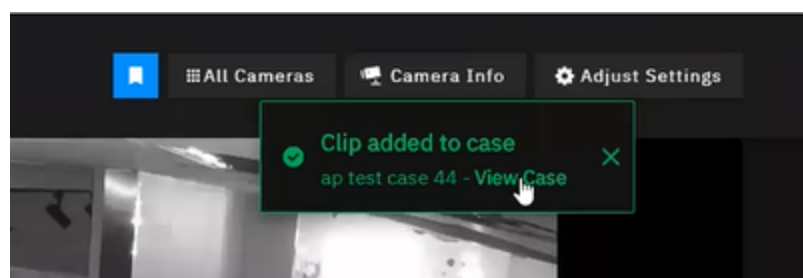 All Cameras
Camera Info
Adjust Settings
Clip added to case
ap test case 44 - View Case